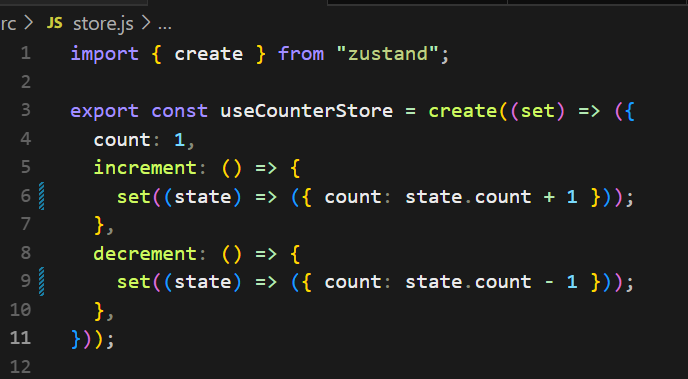 rc > JS store.js > ...
1 import { create } from "zustand";
2
3 export const useCounterStore = create((set) => ({
4   count: 1,
5   increment: () => {
6     set((state) => ({ count: state.count + 1 }));
7   },
8   decrement: () => {
9     set((state) => ({ count: state.count - 1 }));
10   },
11 }));
12